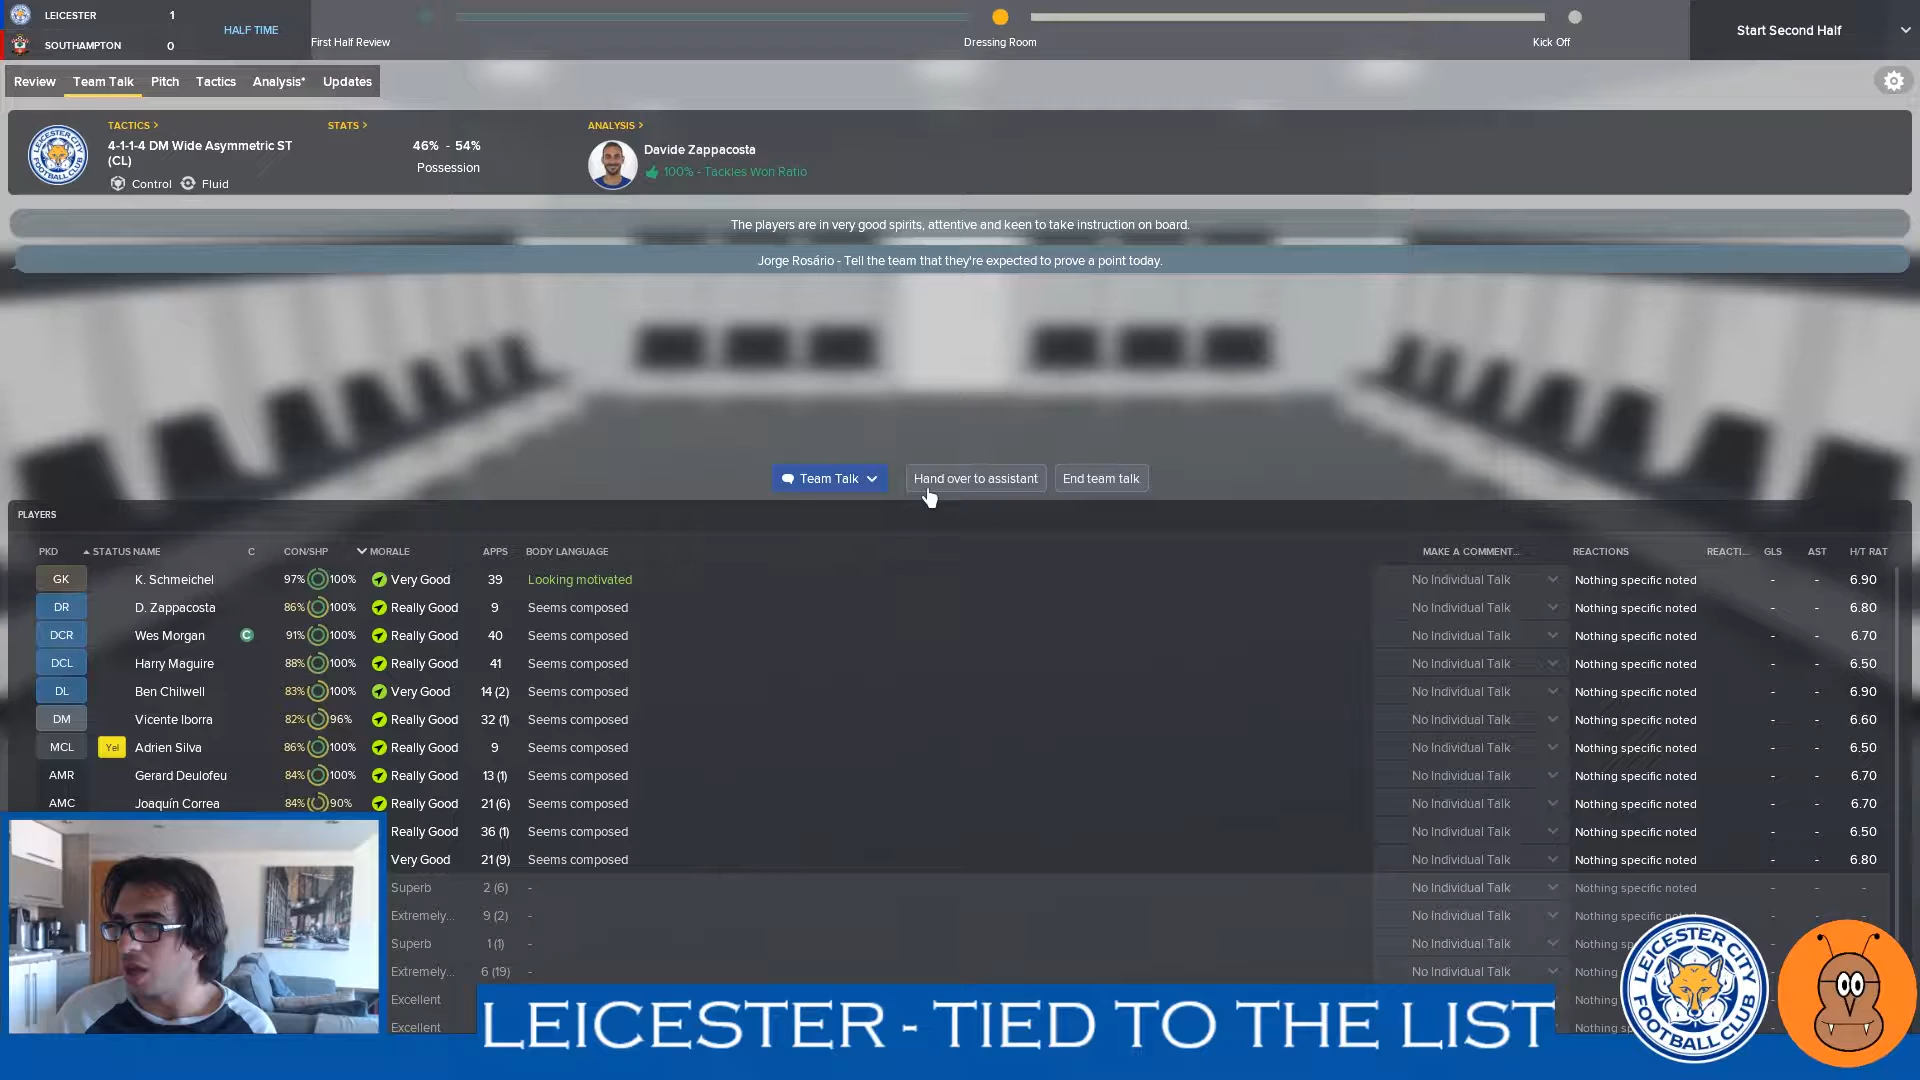 LEICESTER 1
SOUTHAMPTON 0
HALF TIME
First Half Review
Dressing Room
Kick Off
Start Second Half
Review Team Talk Pitch Tactics Analysis* Updates
TACTICS >
4-1-1-4 DM Wide Asymmetric ST
(CL)
Control Fluid
STATS >
46% - 54%
Possession
ANALYSIS >
Davide Zappacosta
100% - Tackles Won Ratio
The players are in very good spirits, attentive and keen to take instruction on board.
Jorge Rosário - Tell the team that they're expected to prove a point today.
Team Talk Hand over to assistant End team talk
PLAYERS
PKD STATUS NAME C CON/SHP MORALE APPS BODY LANGUAGE MAKE A COMMENT... REACTIONS REACTI... GLS AST H/T RAT
GK K. Schmeichel 97% 100% Very Good 39 Looking motivated No Individual Talk Nothing specific noted - - 6.90
DR D. Zappacosta 86% 100% Really Good 9 Seems composed No Individual Talk Nothing specific noted - - 6.80
DCR Wes Morgan C 91% 100% Really Good 40 Seems composed No Individual Talk Nothing specific noted - - 6.70
DCL Harry Maguire 88% 100% Really Good 41 Seems composed No Individual Talk Nothing specific noted - - 6.50
DL Ben Chilwell 83% 100% Very Good 14 (2) Seems composed No Individual Talk Nothing specific noted - - 6.90
DM Vicente Iborra 82% 96% Really Good 32 (1) Seems composed No Individual Talk Nothing specific noted - - 6.60
MCL Yel Adrien Silva 86% 100% Really Good 9 Seems composed No Individual Talk Nothing specific noted - - 6.50
AMR Gerard Deulofeu 84% 100% Really Good 13 (1) Seems composed No Individual Talk Nothing specific noted - - 6.70
AMC Joaquín Correa 84% 90% Really Good 21 (6) Seems composed No Individual Talk Nothing specific noted - - 6.70
Really Good 36 (1) Seems composed No Individual Talk Nothing specific noted - - 6.50
Very Good 21 (9) Seems composed No Individual Talk Nothing specific noted - - 6.80
Superb 2 (6) - No Individual Talk Nothing specific noted - - -
Extremely... 9 (2) - No Individual Talk Nothing specific noted - - -
Superb 1 (1) - No Individual Talk Nothing
Extremely... 6 (19) - No Individual Talk Nothing
Excellent Nothing
Excellent Nothing
LEICESTER - TIED TO THE LIST
LEICESTER CITY
FOOTBALL CLUB